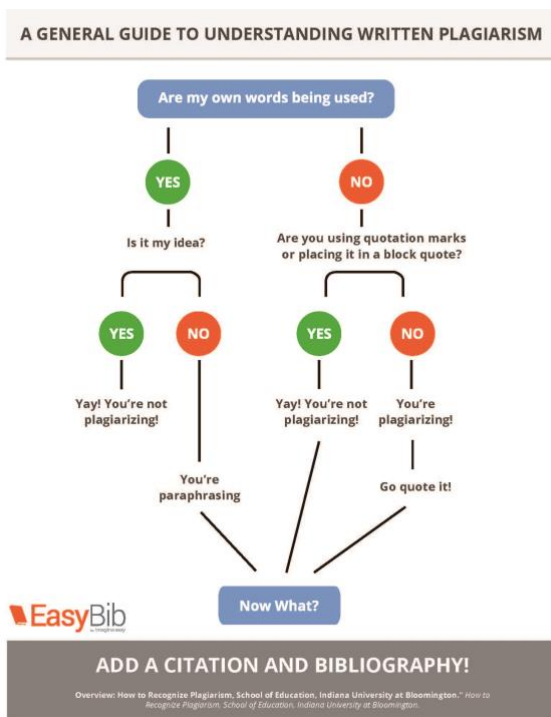 A GENERAL GUIDE TO UNDERSTANDING WRITTEN PLAGIARISM
Are my own words being used?
YES
NO
Is it my idea?
Are you using quotation marks
or placing it in a block quote?
YES
NO
YES
NO
Yay! You're not
plagiarizing!
Yay! You're not
plagiarizing!
You're
plagiarizing!
You're
paraphrasing
Go quote it!
Now What?
EasyBib
by imagine easy
ADD A CITATION AND BIBLIOGRAPHY!
Overview: How to Recognize Plagiarism, School of Education, Indiana University at Bloomington." How to
Recognize Plagiarism, School of Education, Indiana University at Bloomington.